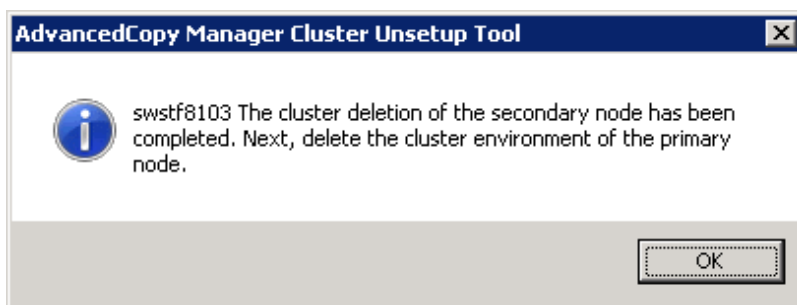 AdvancedCopy Manager Cluster Unsetup Tool
swstf8103 The cluster deletion of the secondary node has been
completed. Next, delete the cluster environment of the primary
node.
OK